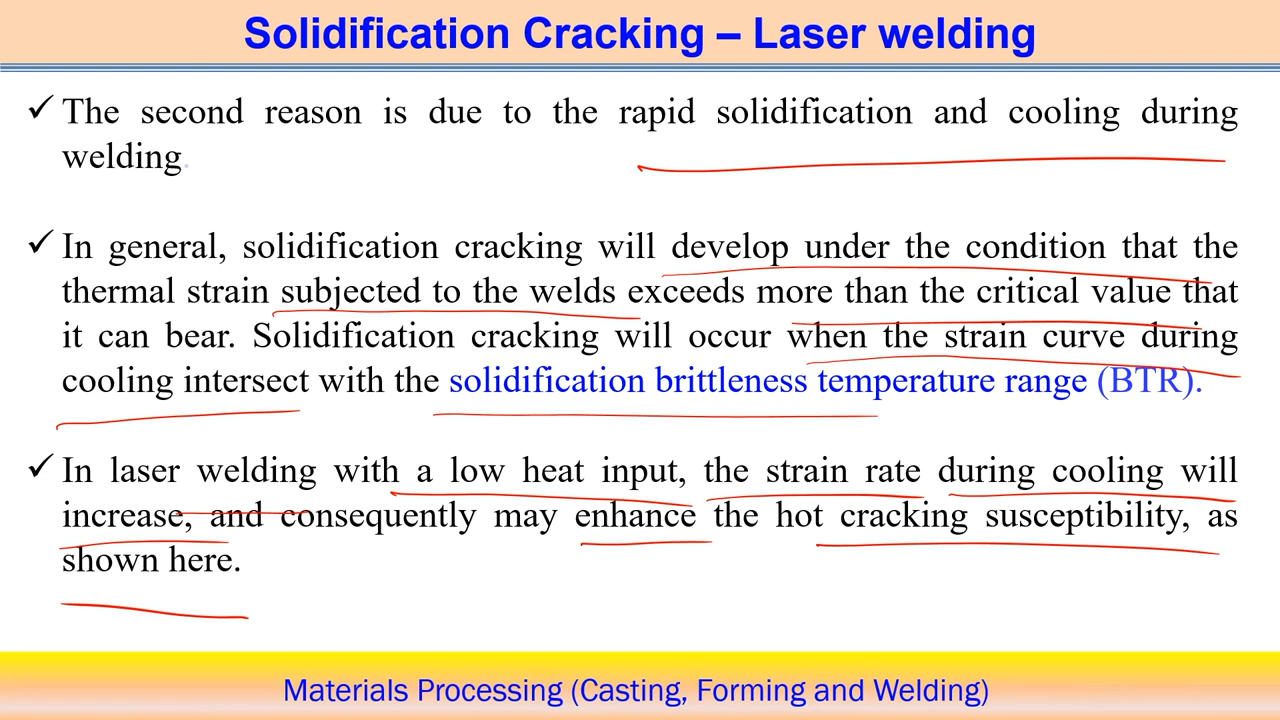 Solidification Cracking – Laser welding
✓ The second reason is due to the rapid solidification and cooling during
welding.
✓ In general, solidification cracking will develop under the condition that the
thermal strain subjected to the welds exceeds more than the critical value that
it can bear. Solidification cracking will occur when the strain curve during
cooling intersect with the solidification brittleness temperature range (BTR).
✓ In laser welding with a low heat input, the strain rate during cooling will
increase, and consequently may enhance the hot cracking susceptibility, as
shown here.
Materials Processing (Casting, Forming and Welding)